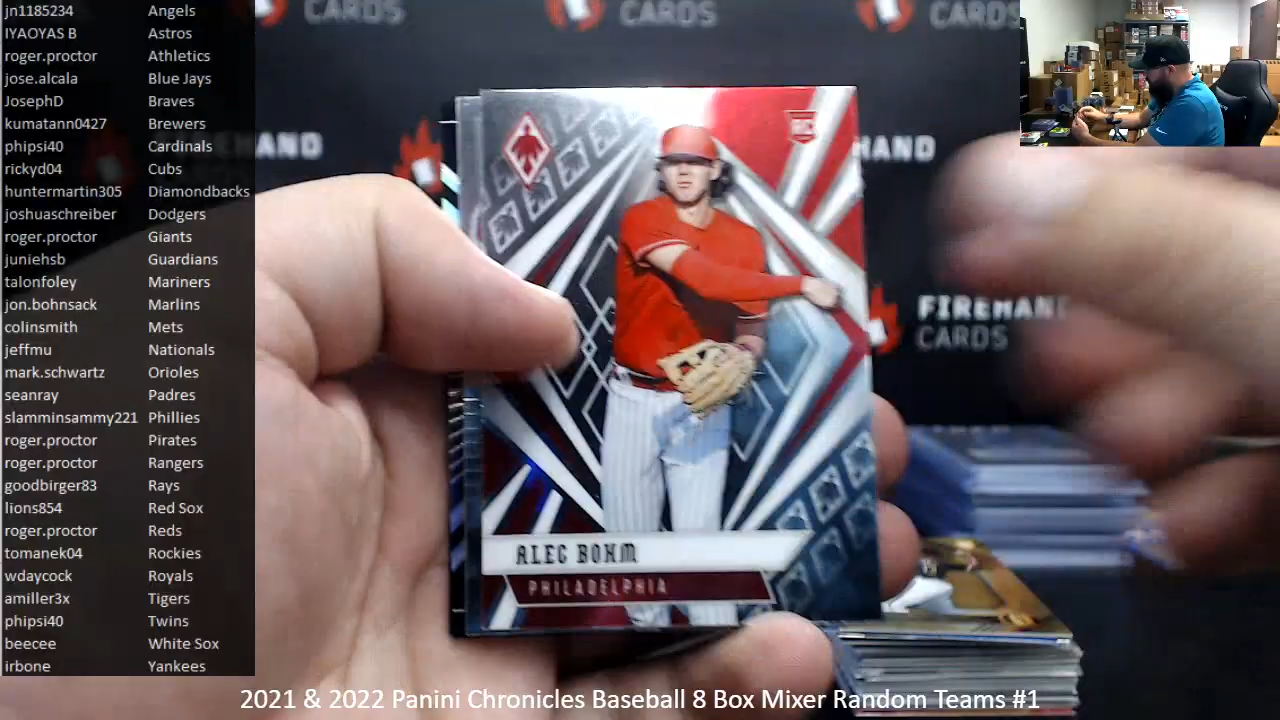 jn1185234 Angels
IYAOYAS B Astros
roger.proctor Athletics
jose.alcala Blue Jays
JosephD Braves
kumatann0427 Brewers
phipsi40 Cardinals
rickyd04 Cubs
huntermartin305 Diamondbacks
joshuaschreiber Dodgers
roger.proctor Giants
juniehsb Guardians
talonfoley Mariners
jon.bohnsack Marlins
colinsmith Mets
jeffmu Nationals
mark.schwartz Orioles
seanray Padres
slamminsammy221 Phillies
roger.proctor Pirates
roger.proctor Rangers
goodbirger83 Rays
lions854 Red Sox
roger.proctor Reds
tomanek04 Rockies
wdaycock Royals
amiller3x Tigers
phipsi40 Twins
beecee White Sox
irbone Yankees
CARDS
CARDS
CARDS
HAND
FIREHAND
CARDS
RC
ALEC BOHM
PHILADELPHIA
2021 & 2022 Panini Chronicles Baseball 8 Box Mixer Random Teams #1